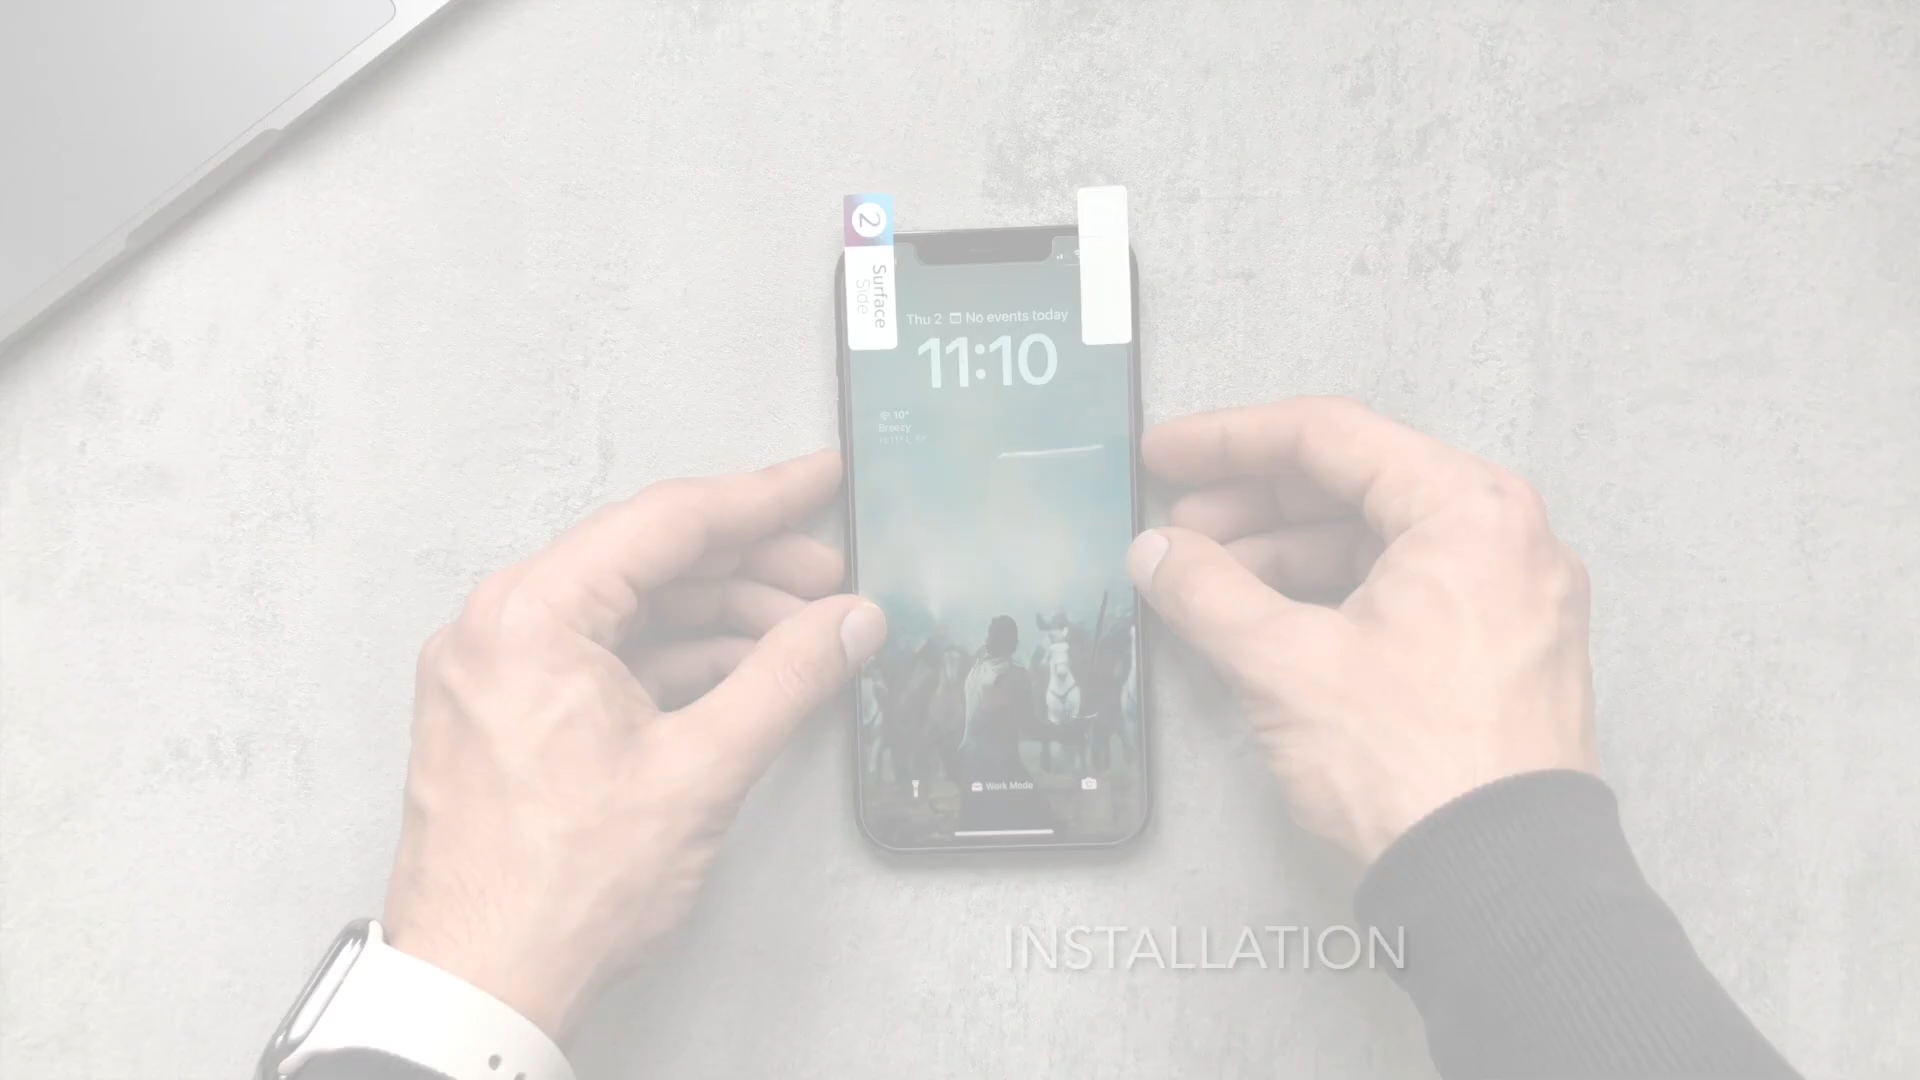 2
Surface
Side
Thu 2 No events today
11:10
10°
Breezy
Work Mode
INSTALLATION